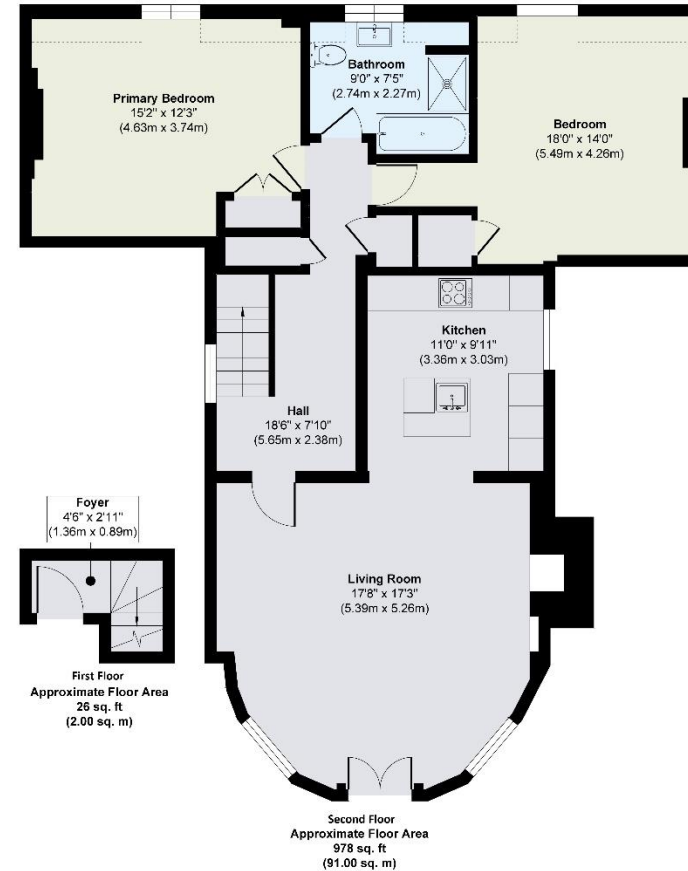 Primary Bedroom
15'2" x 12'3"
(4.63m x 3.74m)
Bathroom
9'0" x 7'5"
(2.74m x 2.27m)
Bedroom
18'0" x 14'0"
(5.49m x 4.26m)
Kitchen
11'0" x 9'11"
(3.36m x 3.03m)
Hall
18'6" x 7'10"
(5.65m x 2.38m)
Foyer
4'6" x 2'11"
(1.36m x 0.89m)
Living Room
17'8" x 17'3"
(5.39m x 5.26m)
First Floor
Approximate Floor Area
26 sq. ft
(2.00 sq. m)
Second Floor
Approximate Floor Area
978 sq. ft
(91.00 sq. m)